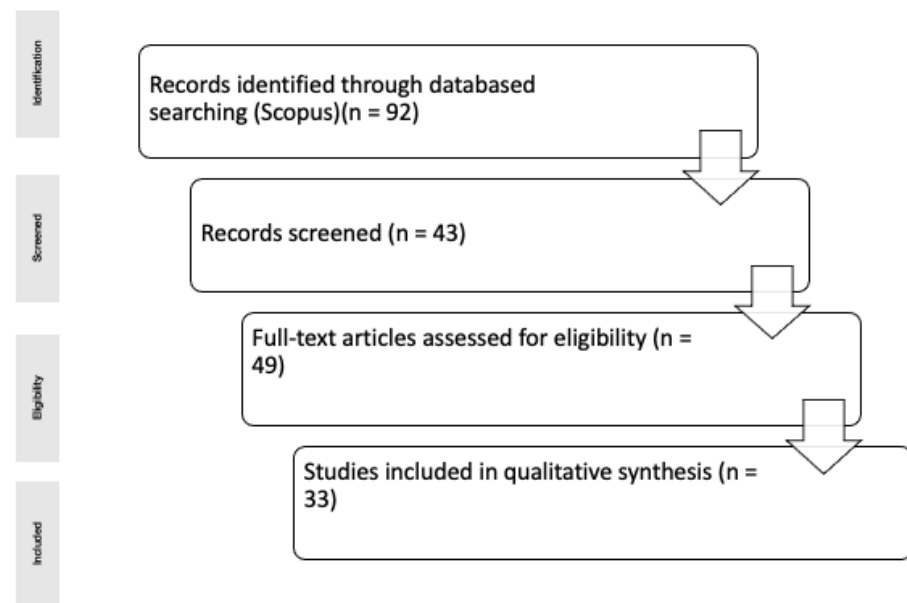 Identification
Records identified through databased
searching (Scopus)(n = 92)
Screened
Records screened (n = 43)
Eligibility
Full-text articles assessed for eligibility (n =
49)
Included
Studies included in qualitative synthesis (n =
33)